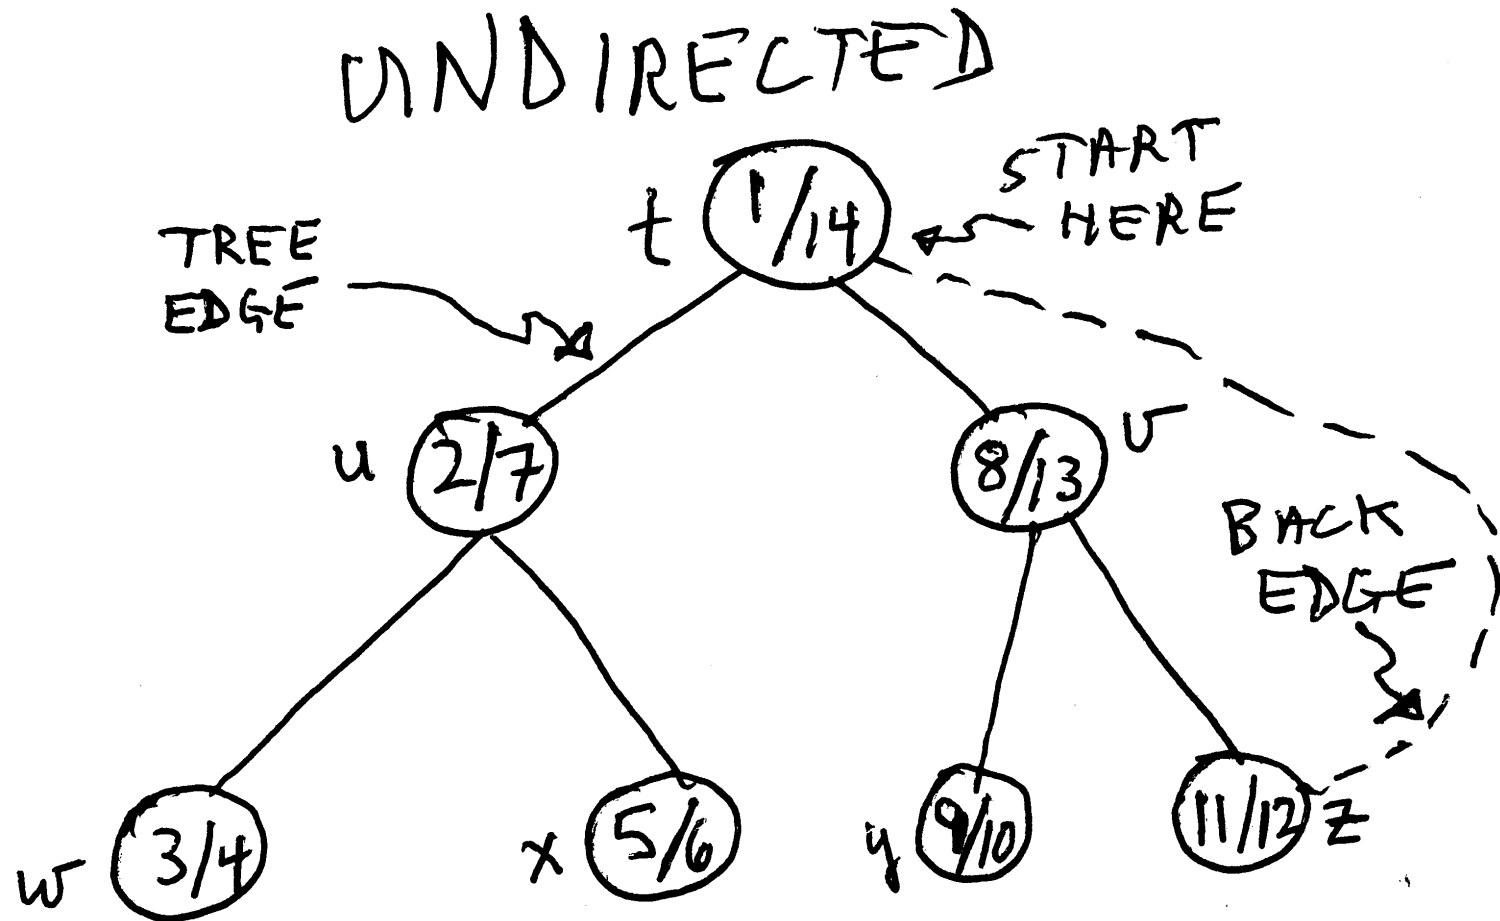 UNDIRECTED
START
HERE
t
1/14
TREE
EDGE
u
2/7
8/13
v
BACK
EDGE
w
3/4
x
5/6
y
9/10
11/12
z